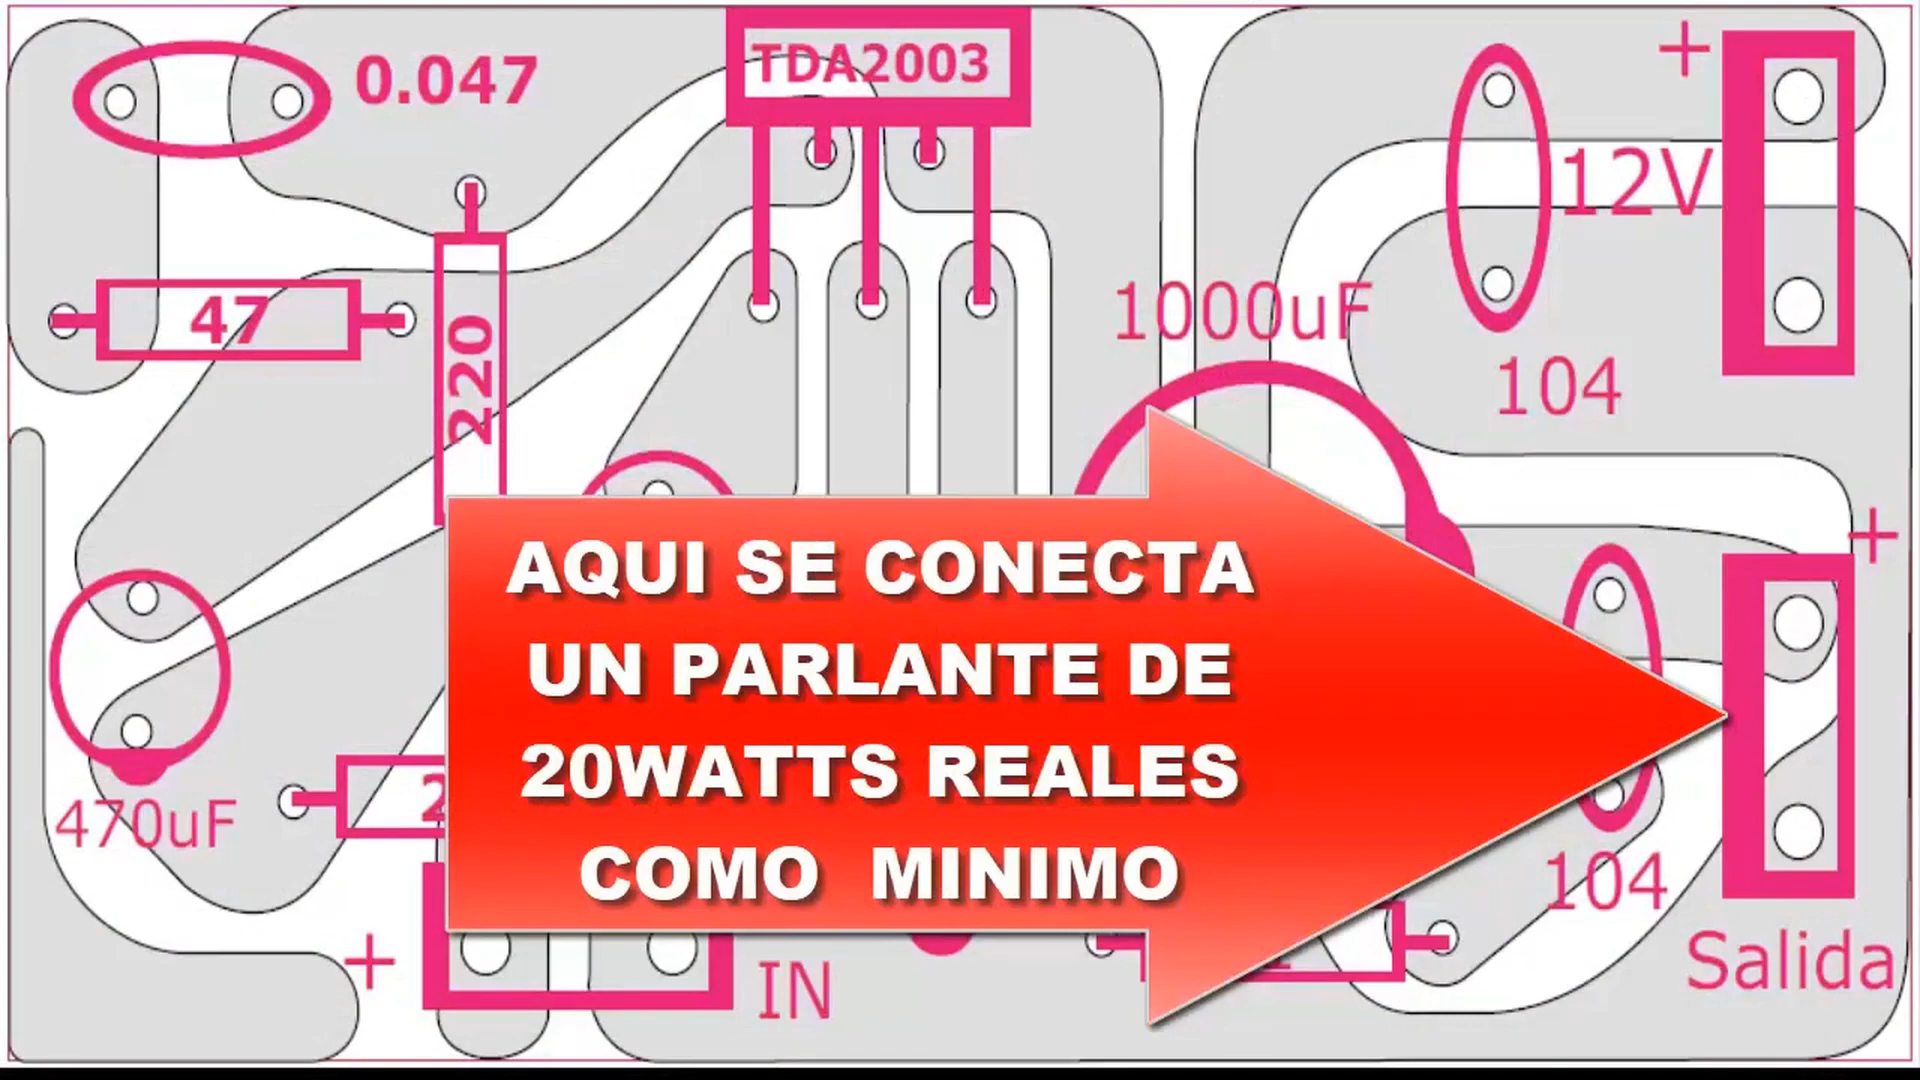 TDA2003
0.047
+
12V
47
220
1000uF
104
+
AQUI SE CONECTA
UN PARLANTE DE
20WATTS REALES
COMO MINIMO
470uF
2
104
+
IN
Salida